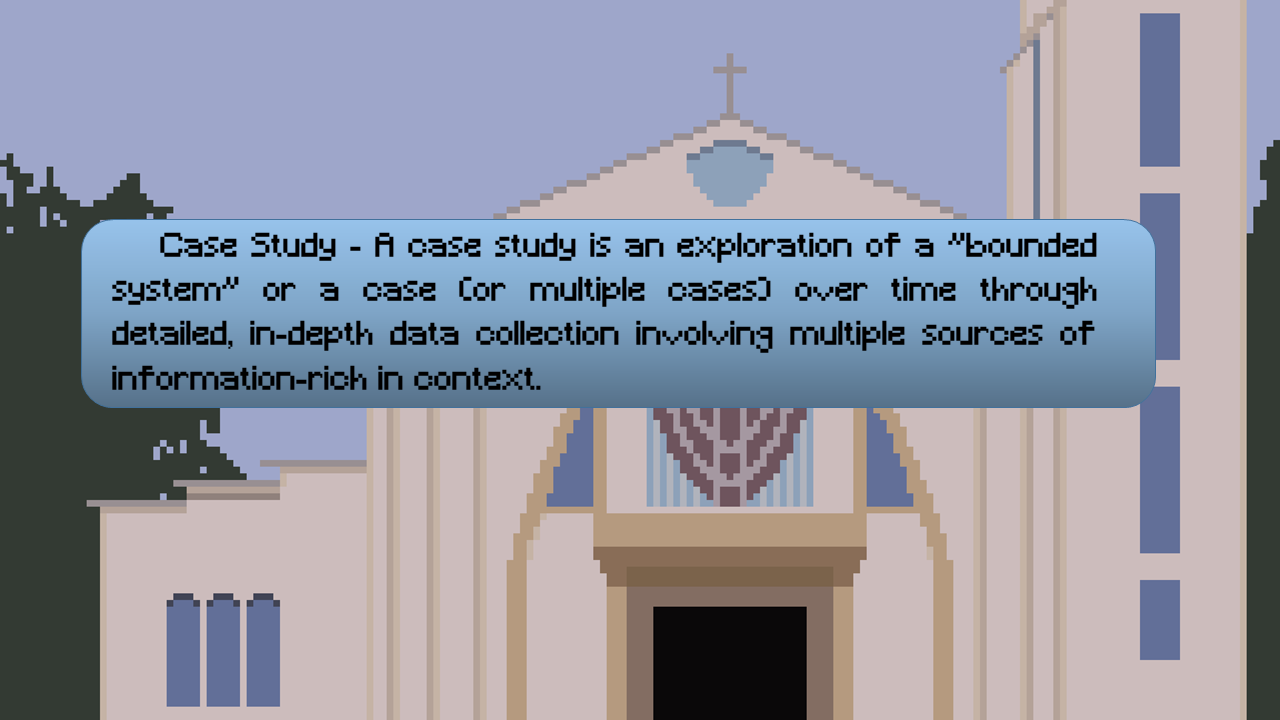 Case Study - A case study is an exploration of a "bounded
system" or a case (or multiple cases) over time through
detailed, in-depth data collection involving multiple sources of
information-rich in context.